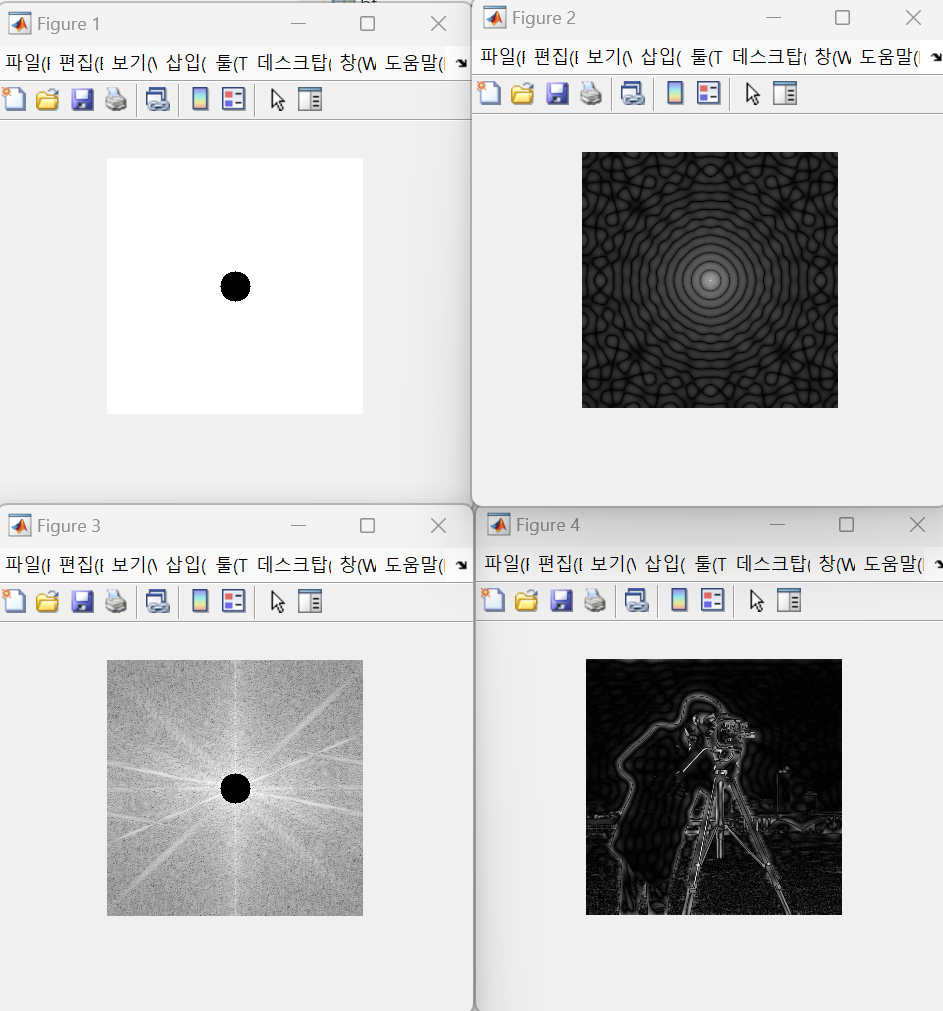 Figure 1
파일(F 편집(E 보기(V 삽입( 툴(T 데스크탑( 창(W 도움말(
Figure 2
파일(F 편집(E 보기(V 삽입( 툴(T 데스크탑( 창(W 도움말(
Figure 3
파일(F 편집(E 보기(V 삽입( 툴(T 데스크탑( 창(W 도움말(
Figure 4
파일(F 편집(E 보기(V 삽입( 툴(T 데스크탑( 창(W 도움말(